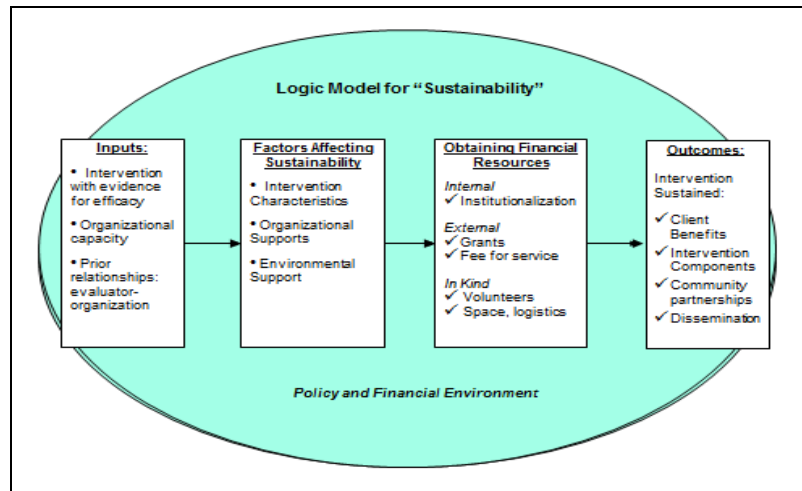 Logic Model for “Sustainability”
Inputs:
• Intervention
with evidence
for efficacy
• Organizational
capacity
• Prior
relationships:
evaluator-
organization
Factors Affecting
Sustainability
• Intervention
Characteristics
• Organizational
Supports
• Environmental
Support
Obtaining Financial
Resources
Internal
✓ Institutionalization
External
✓ Grants
✓ Fee for service
In Kind
✓ Volunteers
✓ Space, logistics
Outcomes:
Intervention
Sustained:
✓ Client
Benefits
✓ Intervention
Components
✓ Community
partnerships
✓ Dissemination
Policy and Financial Environment